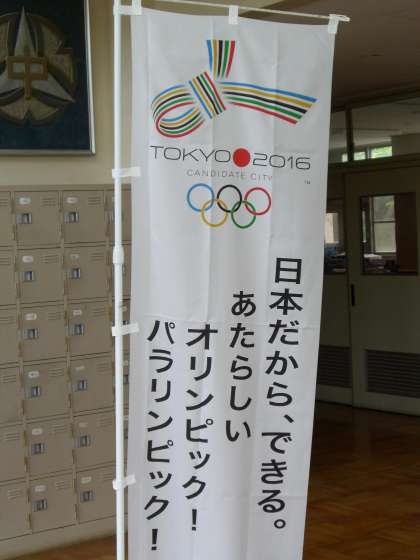 中
TOKYO 2016
CANDIDATE CITY
TM
日本だから、できる。
あたらしい
オリンピック!
パラリンピック!